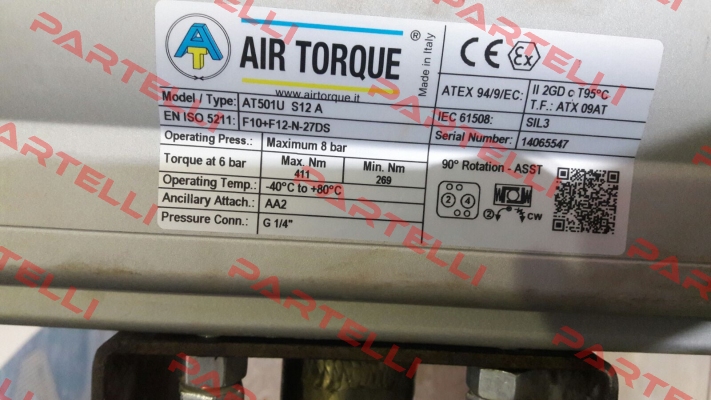 AIR TORQUE ®
Made in Italy
www.airtorque.it
CE Ex
Model / Type: AT501U S12 A
EN ISO 5211: F10+F12-N-27DS
Operating Press.: Maximum 8 bar
Torque at 6 bar Max. Nm Min. Nm
411 269
Operating Temp.: -40°C to +80°C
Ancillary Attach.: AA2
Pressure Conn.: G 1/4"
ATEX 94/9/EC: II 2GD c T95°C
T.F.: ATX 09AT
IEC 61508: SIL3
Serial Number: 14065547
90° Rotation - ASST
2 4
2 CW
PARTELLI
PARTELLI
PARTELLI
PARTELLI
PARTELLI
PARTELLI
PARTELLI
PARTELLI